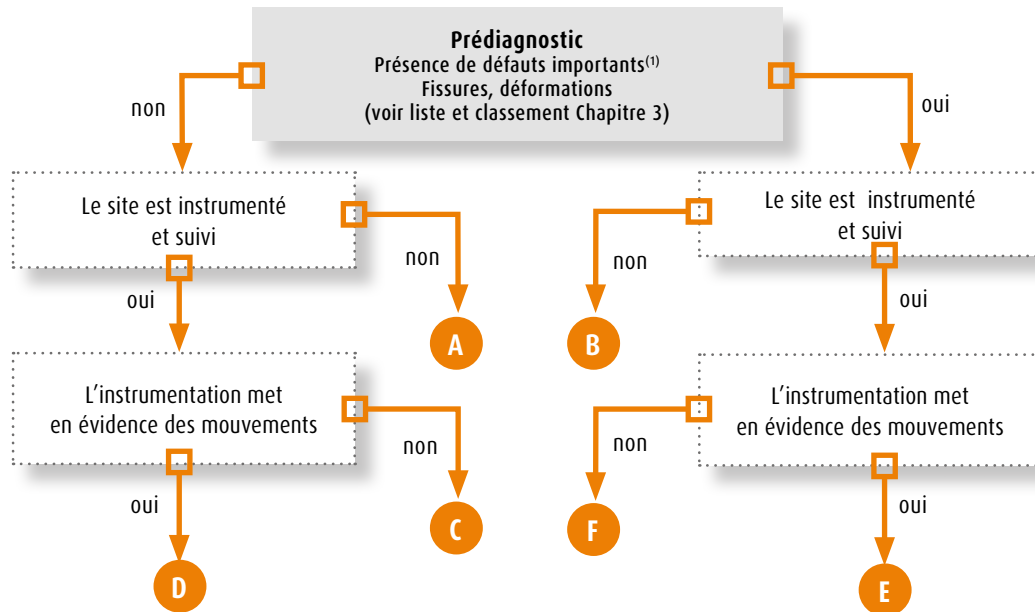 Prédiagnostic
Présence de défauts importants(1)
Fissures, déformations
(voir liste et classement Chapitre 3)
non
oui
Le site est instrumenté
et suivi
Le site est instrumenté
et suivi
non
non
oui
oui
A
B
L'instrumentation met
en évidence des mouvements
L'instrumentation met
en évidence des mouvements
non
non
oui
oui
C
F
D
E